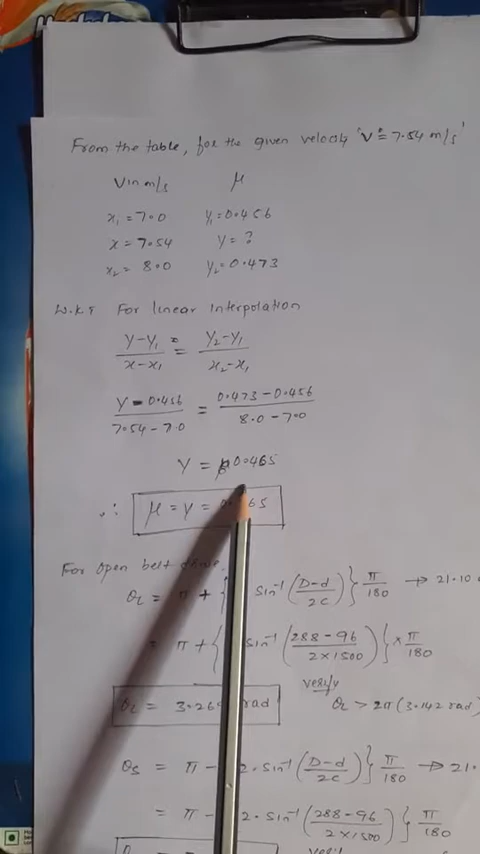 From the table, for the given velocity 'V' = 7.54 m/s'
V in m/s μ
x₁ = 7.0 y₁ = 0.456
x = 7.54 y = ?
x₂ = 8.0 y₂ = 0.473
W.K.T For linear interpolation
(y-y₁)/(x-x₁) = (y₂-y₁)/(x₂-x₁)
(y-0.456)/(7.54-7.0) = (0.473-0.456)/(8.0-7.0)
y = 0.465
∴ μ = y = 65
For open belt drive
θL = π + { sin⁻¹ ((D-d)/2C) } π/180 → 21.10
= π + { sin⁻¹ ((288-96)/(2×1500)) } × π/180
verify
θL = 3.26 rad θL > π (3.142 rad)
θs = π - 2. sin⁻¹ ((D-d)/2C) } π/180 → 21.
= π - 2. sin⁻¹ ((288-96)/(2×1500)) } π/180